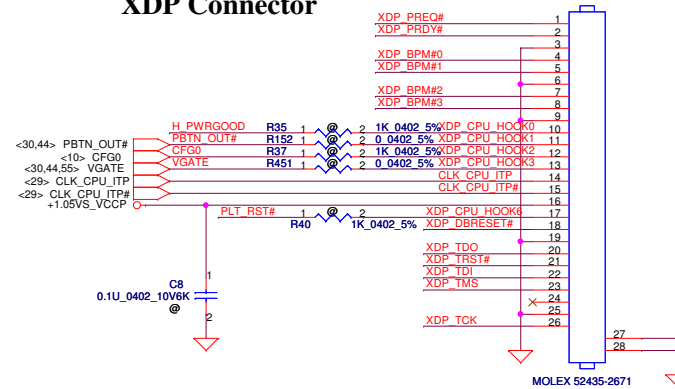 XDP Connector
XDP_PREQ# 1
XDP_PRDY# 2
3
XDP_BPM#0 4
XDP_BPM#1 5
6
XDP_BPM#2 7
XDP_BPM#3 8
9
H_PWRGOOD R35 1 @ 2 1K_0402_5% XDP_CPU_HOOK0 10
<30,44> PBTN_OUT# PBTN_OUT# R152 1 @ 2 0_0402_5% XDP_CPU_HOOK1 11
<10> CFG0 CFG0 R37 1 @ 2 1K_0402_5% XDP_CPU_HOOK2 12
<30,44,55> VGATE VGATE R451 1 @ 2 0_0402_5% XDP_CPU_HOOK3 13
<29> CLK_CPU_ITP CLK_CPU_ITP 14
<29> CLK_CPU_ITP# CLK_CPU_ITP# 15
+1.05VS_VCCP 16
PLT_RST# 1 @ 2 XDP_CPU_HOOK6 17
R40 1K_0402_5% XDP_DBRESET# 18
19
XDP_TDO 20
XDP_TRST# 21
XDP_TDI 22
XDP_TMS 23
24
25
XDP_TCK 26
1
C8
0.1U_0402_10V6K
@
2
27
28
MOLEX 52435-2671